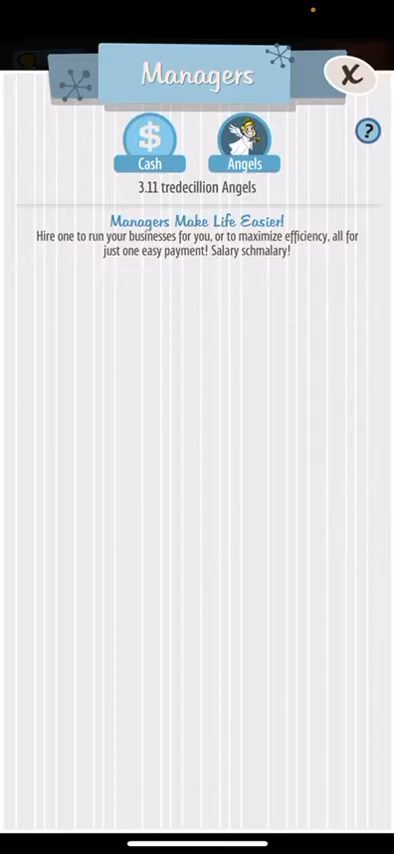 Managers
X
?
$
Cash
Angels
3.11 tredecillion Angels
Managers Make Life Easier!
Hire one to run your businesses for you, or to maximize efficiency, all for
just one easy payment! Salary schmalary!